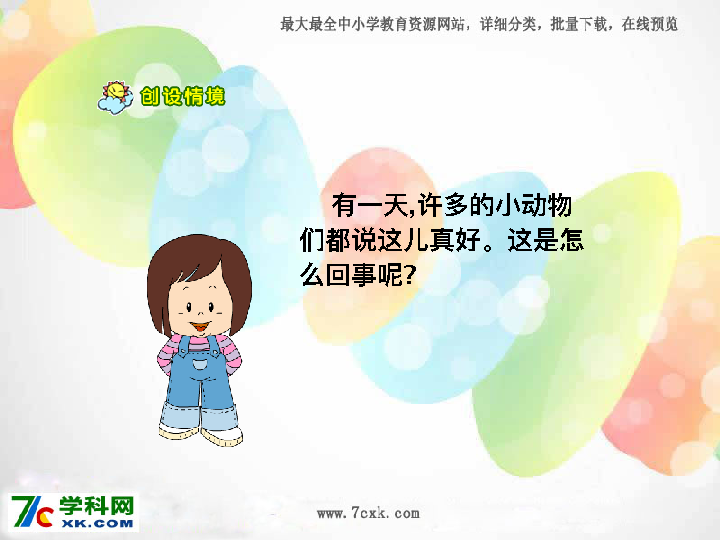 最大最全中小学教育资源网站，详细分类，批量下载，在线预览
创设情境
有一天,许多的小动物
们都说这儿真好。这是怎
么回事呢?
学科网
XK.COM
www.7cxk.com